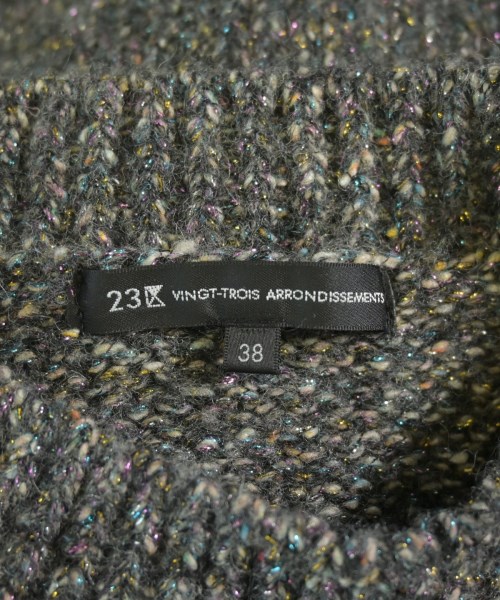 23区 VINGT-TROIS ARRONDISSEMENTS
38